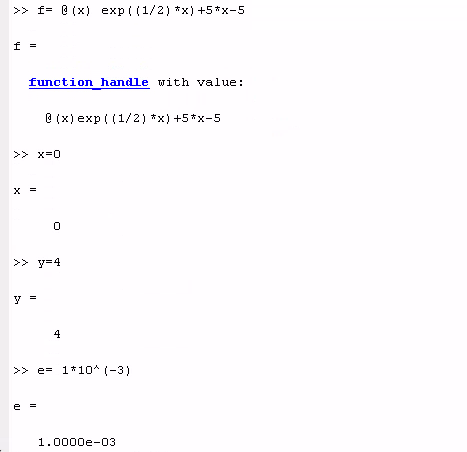 >> f= @(x) exp((1/2)*x)+5*x-5
f =
function_handle with value:
@(x)exp((1/2)*x)+5*x-5
>> x=0
x =
0
>> y=4
y =
4
>> e= 1*10^(-3)
e =
1.0000e-03